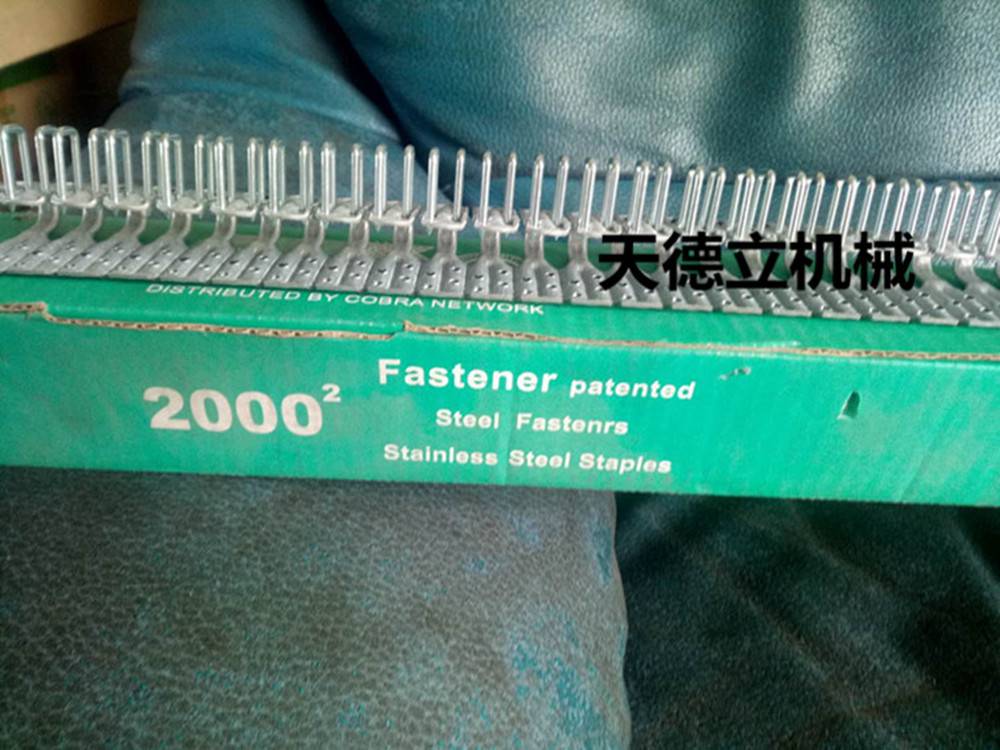 天德立机械
DISTRIBUTED BY COBRA NETWORK
Fastener patented
2000²
Steel Fastenrs
Stainless Steel Staples